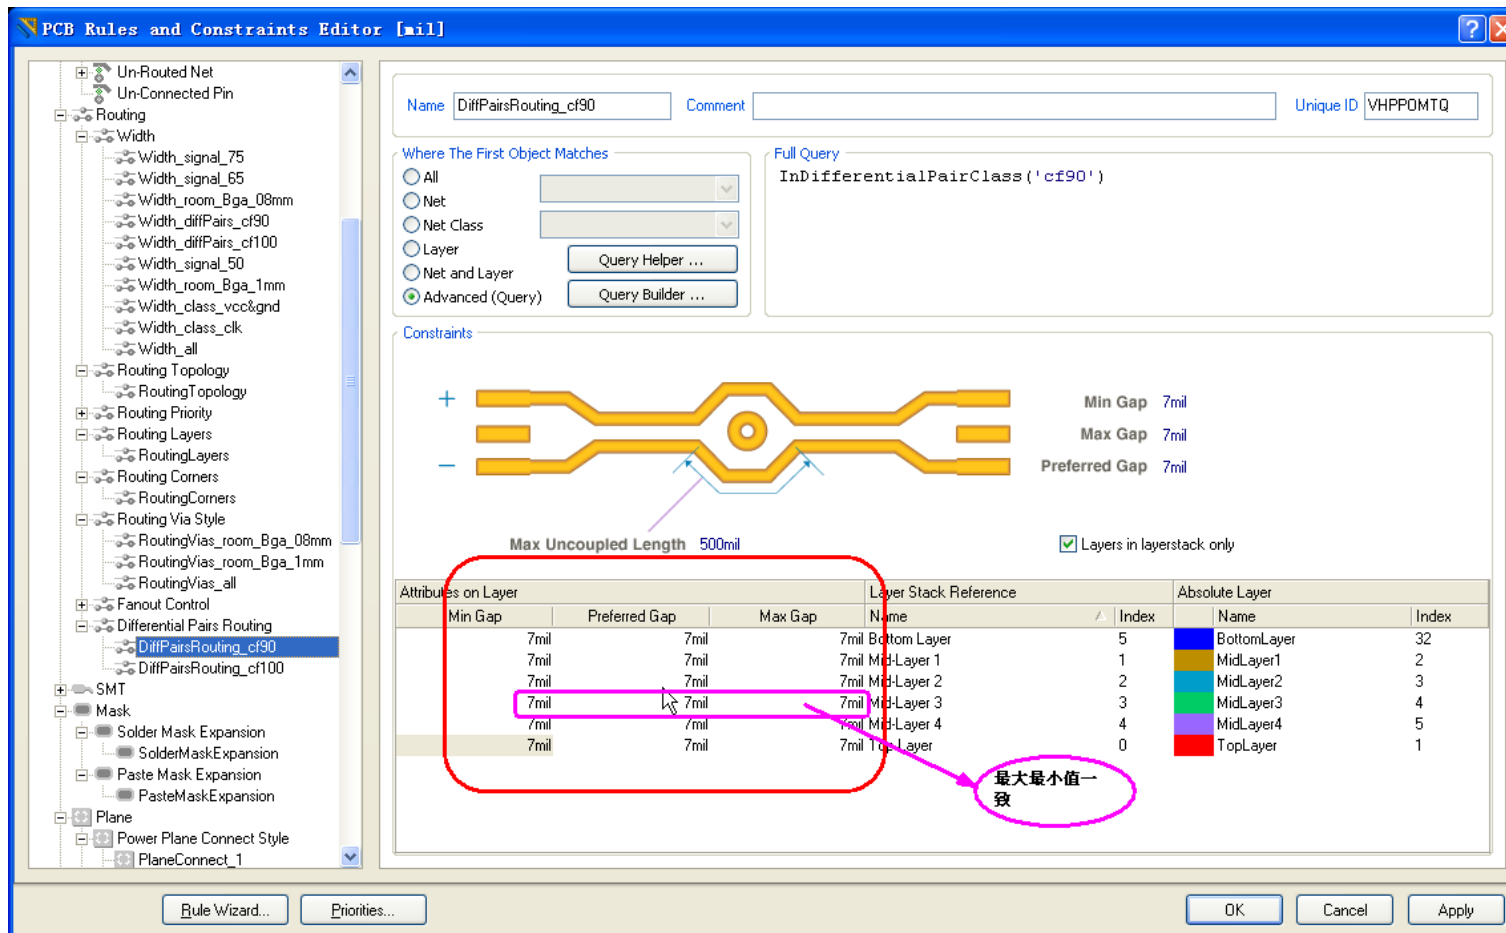 PCB Rules and Constraints Editor [mil]
Un-Routed Net
Un-Connected Pin
Routing
Width
Width_signal_75
Width_signal_65
Width_room_Bga_08mm
Width_diffPairs_cf90
Width_diffPairs_cf100
Width_signal_50
Width_room_Bga_1mm
Width_class_vcc&gnd
Width_class_clk
Width_all
Routing Topology
RoutingTopology
Routing Priority
Routing Layers
RoutingLayers
Routing Corners
RoutingCorners
Routing Via Style
RoutingVias_room_Bga_08mm
RoutingVias_room_Bga_1mm
RoutingVias_all
Fanout Control
Differential Pairs Routing
DiffPairsRouting_cf90
DiffPairsRouting_cf100
SMT
Mask
Solder Mask Expansion
SolderMaskExpansion
Paste Mask Expansion
PasteMaskExpansion
Plane
Power Plane Connect Style
PlaneConnect_1
Name DiffPairsRouting_cf90 Comment Unique ID VHPPOMTQ
Where The First Object Matches
All
Net
Net Class
Layer
Net and Layer
Advanced (Query)
Query Helper ...
Query Builder ...
Full Query
InDifferentialPairClass('cf90')
Constraints
+
−
Min Gap 7mil
Max Gap 7mil
Preferred Gap 7mil
Max Uncoupled Length 500mil
Layers in layerstack only
Attributes on Layer Layer Stack Reference Absolute Layer
Min Gap Preferred Gap Max Gap Name Index Name Index
7mil 7mil 7mil Bottom Layer 5 BottomLayer 32
7mil 7mil 7mil Mid-Layer 1 1 MidLayer1 2
7mil 7mil 7mil Mid-Layer 2 2 MidLayer2 3
7mil 7mil 7mil Mid-Layer 3 3 MidLayer3 4
7mil 7mil 7mil Mid-Layer 4 4 MidLayer4 5
7mil 7mil 7mil Top Layer 0 TopLayer 1
最大最小值一
致
Rule Wizard... Priorities... OK Cancel Apply